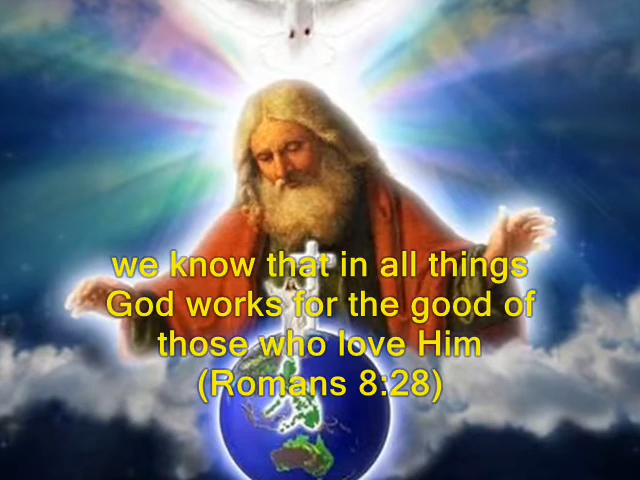 we know that in all things
God works for the good of
those who love Him
(Romans 8:28)